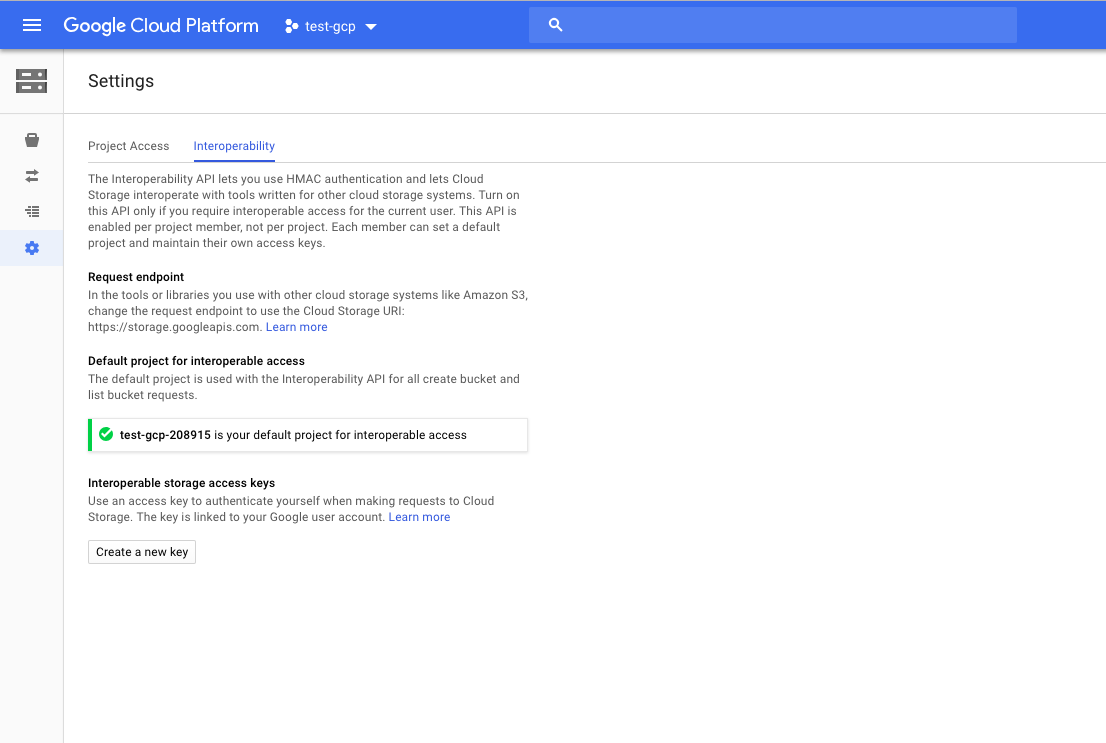 Google Cloud Platform test-gcp
Settings
Project Access Interoperability
The Interoperability API lets you use HMAC authentication and lets Cloud
Storage interoperate with tools written for other cloud storage systems. Turn on
this API only if you require interoperable access for the current user. This API is
enabled per project member, not per project. Each member can set a default
project and maintain their own access keys.
Request endpoint
In the tools or libraries you use with other cloud storage systems like Amazon S3,
change the request endpoint to use the Cloud Storage URI:
https://storage.googleapis.com. Learn more
Default project for interoperable access
The default project is used with the Interoperability API for all create bucket and
list bucket requests.
test-gcp-208915 is your default project for interoperable access
Interoperable storage access keys
Use an access key to authenticate yourself when making requests to Cloud
Storage. The key is linked to your Google user account. Learn more
Create a new key